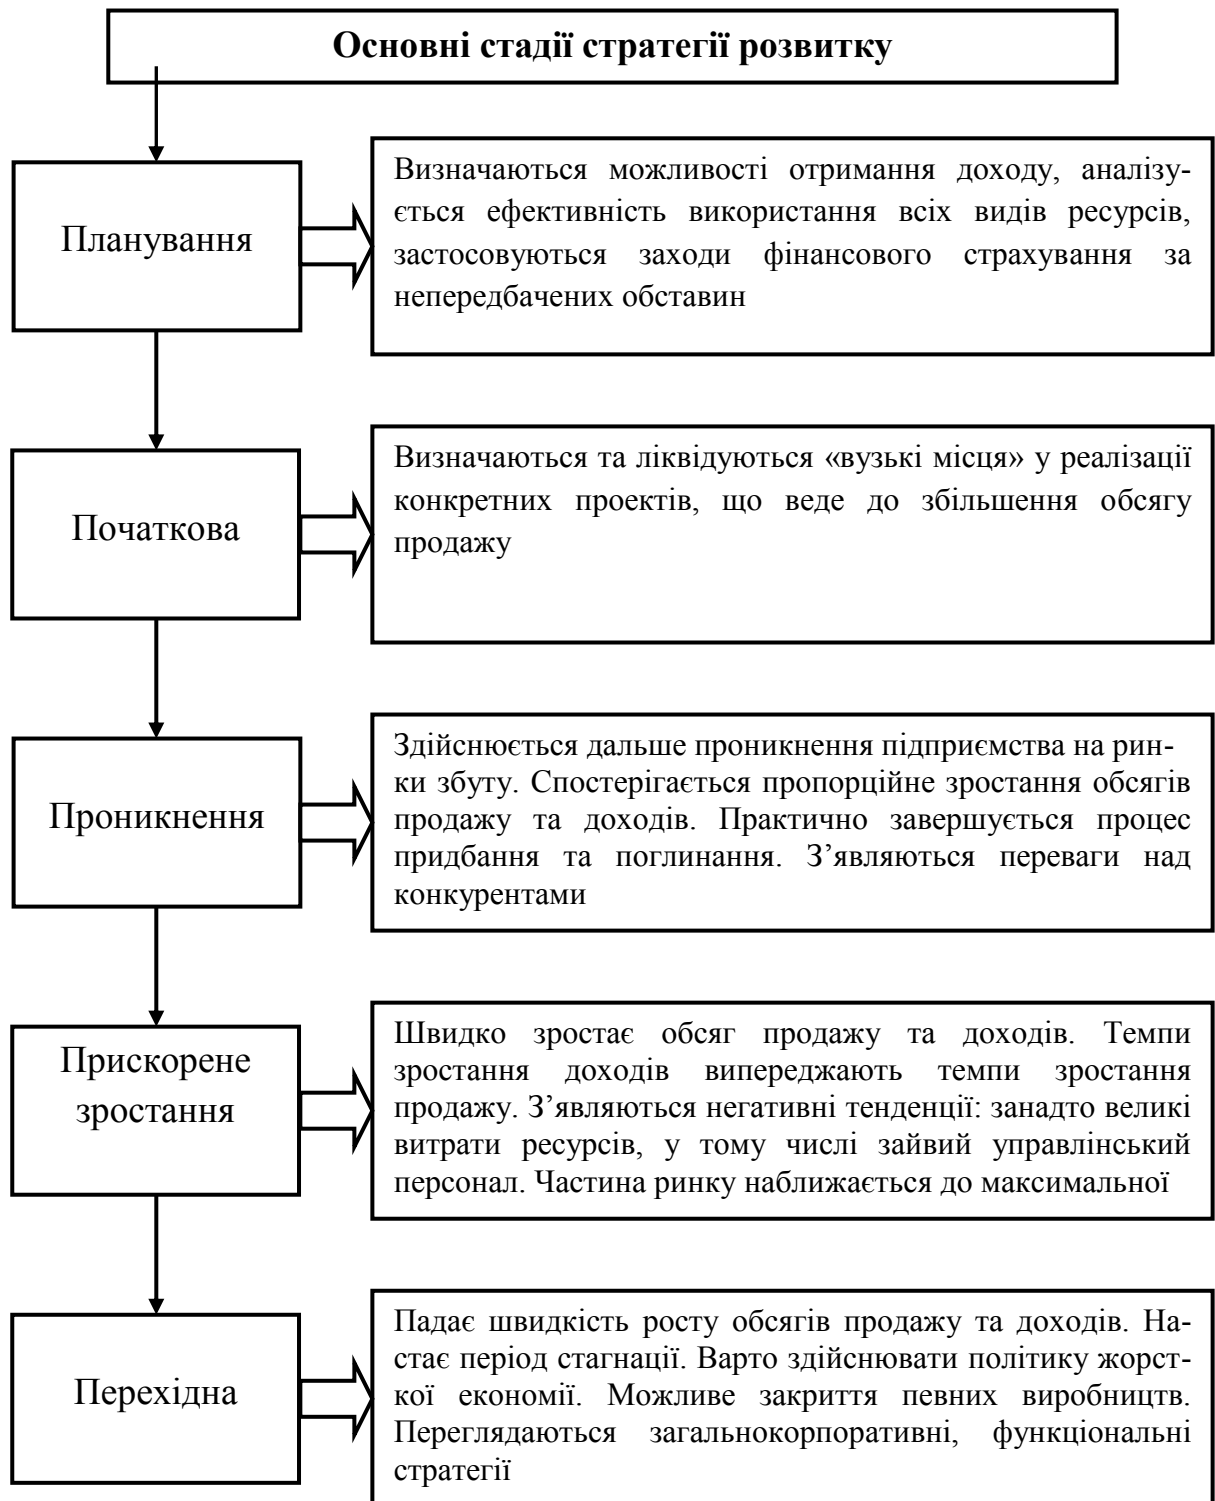 Основні стадії стратегії розвитку
Планування
Визначаються можливості отримання доходу, аналізу-
ється ефективність використання всіх видів ресурсів,
застосовуються заходи фінансового страхування за
непередбачених обставин
Початкова
Визначаються та ліквідуються «вузькі місця» у реалізації
конкретних проектів, що веде до збільшення обсягу
продажу
Проникнення
Здійснюється дальше проникнення підприємства на рин-
ки збуту. Спостерігається пропорційне зростання обсягів
продажу та доходів. Практично завершується процес
придбання та поглинання. З’являються переваги над
конкурентами
Прискорене
зростання
Швидко зростає обсяг продажу та доходів. Темпи
зростання доходів випереджають темпи зростання
продажу. З’являються негативні тенденції: занадто великі
витрати ресурсів, у тому числі зайвий управлінський
персонал. Частина ринку наближається до максимальної
Перехідна
Падає швидкість росту обсягів продажу та доходів. На-
стає період стагнації. Варто здійснювати політику жорст-
кої економії. Можливе закриття певних виробництв.
Переглядаються загальнокорпоративні, функціональні
стратегії